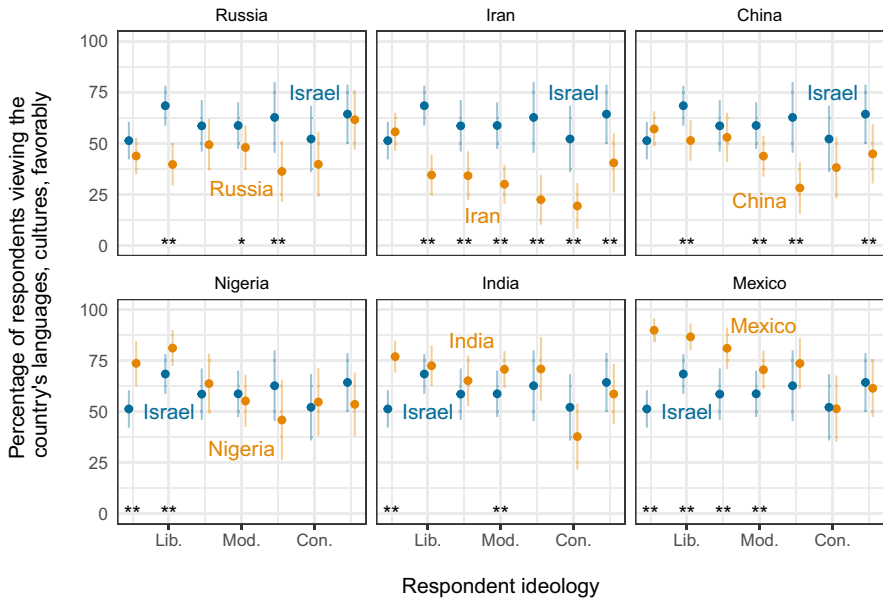 Russia
Iran
China
100
75
50
25
0
Israel
Russia
** * **
Israel
Iran
** ** ** ** ** **
Israel
China
** ** ** **
Nigeria
India
Mexico
100
75
50
25
0
Israel
Nigeria
** **
India
Israel
** **
Mexico
Israel
** ** ** **
Lib. Mod. Con.
Lib. Mod. Con.
Lib. Mod. Con.
Percentage of respondents viewing the
country's languages, cultures, favorably
Respondent ideology